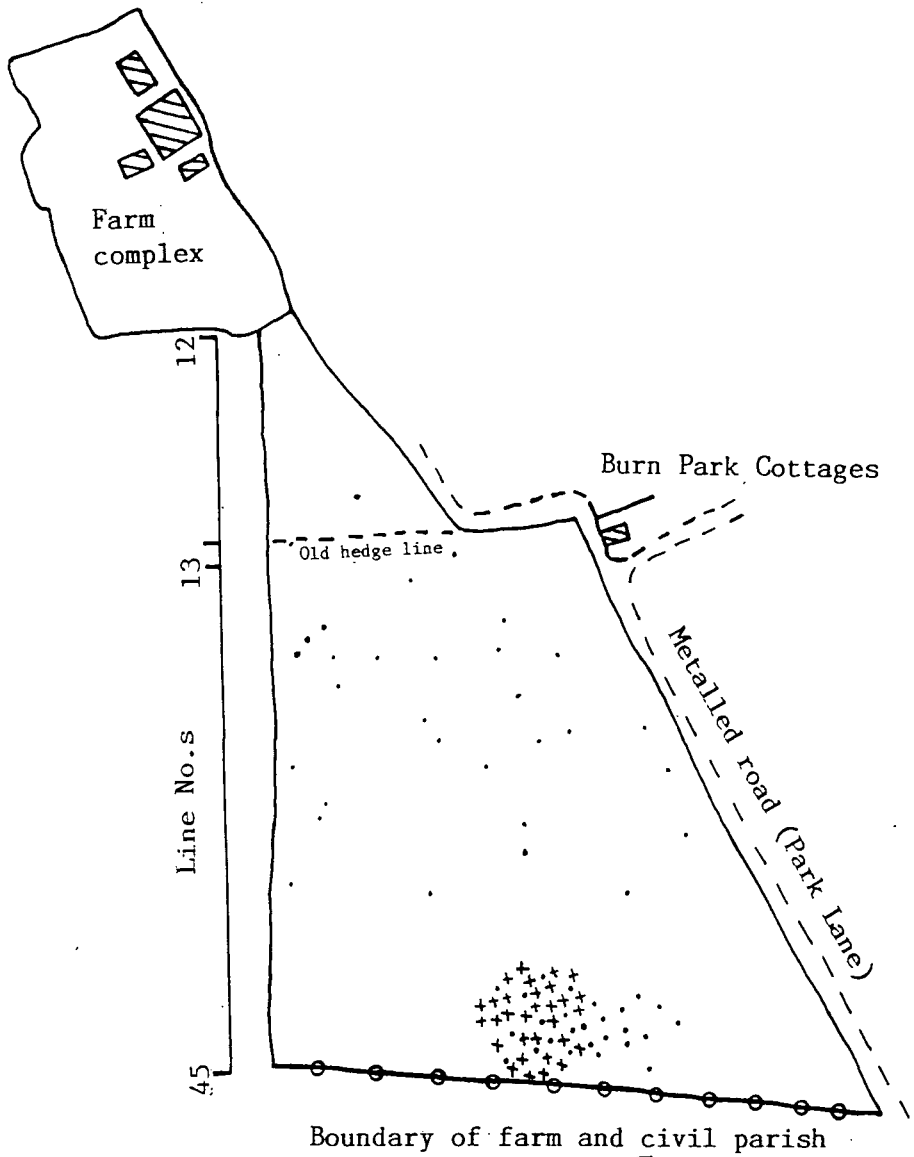 Farm
complex
12
Burn Park Cottages
Old hedge line
13
Metalled road (Park Lane)
Line No.s
45
Boundary of farm and civil parish